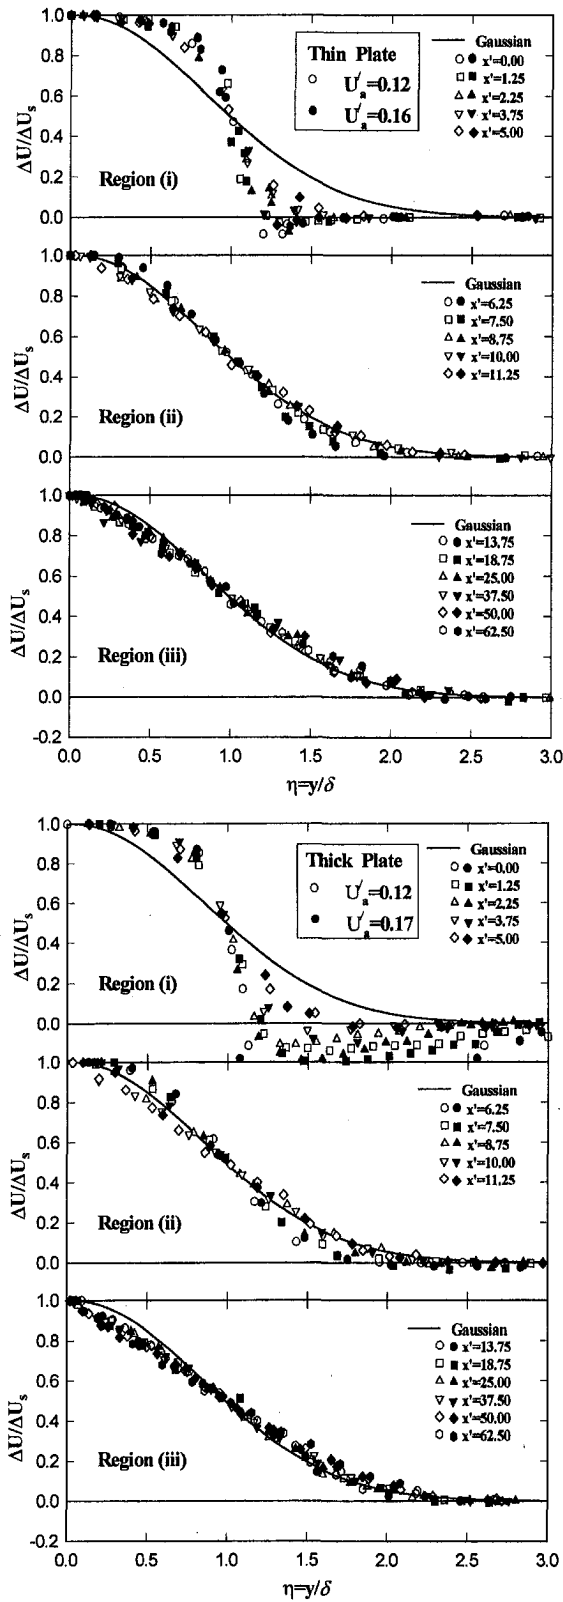 1.0
0.8
0.6
0.4
0.2
0.0
ΔU/ΔUs
Thin Plate
U′a=0.12
U′a=0.16
Gaussian
x'=0.00
x'=1.25
x'=2.25
x'=3.75
x'=5.00
Region (i)
1.0
0.8
0.6
0.4
0.2
0.0
ΔU/ΔUs
Gaussian
x'=6.25
x'=7.50
x'=8.75
x'=10.00
x'=11.25
Region (ii)
1.0
0.8
0.6
0.4
0.2
0.0
-0.2
ΔU/ΔUs
Gaussian
x'=13.75
x'=18.75
x'=25.00
x'=37.50
x'=50.00
x'=62.50
Region (iii)
0.0 0.5 1.0 1.5 2.0 2.5 3.0
η=y/δ
1.0
0.8
0.6
0.4
0.2
0.0
ΔU/ΔUs
Thick Plate
U′a=0.12
U′a=0.17
Gaussian
x'=0.00
x'=1.25
x'=2.25
x'=3.75
x'=5.00
Region (i)
1.0
0.8
0.6
0.4
0.2
0.0
ΔU/ΔUs
Gaussian
x'=6.25
x'=7.50
x'=8.75
x'=10.00
x'=11.25
Region (ii)
1.0
0.8
0.6
0.4
0.2
0.0
-0.2
ΔU/ΔUs
Gaussian
x'=13.75
x'=18.75
x'=25.00
x'=37.50
x'=50.00
x'=62.50
Region (iii)
0.0 0.5 1.0 1.5 2.0 2.5 3.0
η=y/δ